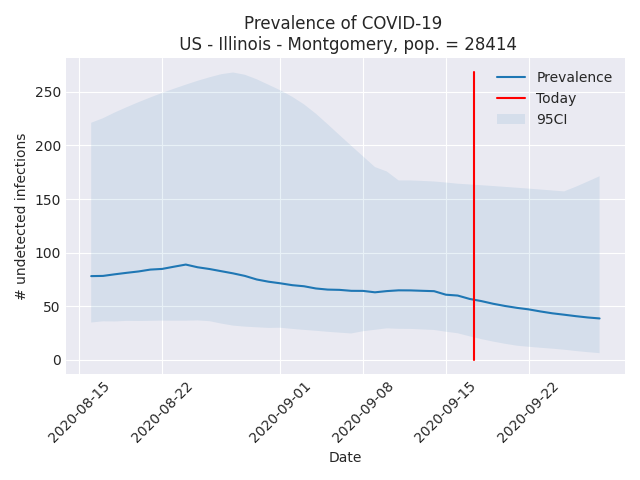 Prevalence of COVID-19
US - Illinois - Montgomery, pop. = 28414
Prevalence
Today
95CI
# undetected infections
250
200
150
100
50
0
2020-08-15
2020-08-22
2020-09-01
2020-09-08
2020-09-15
2020-09-22
Date